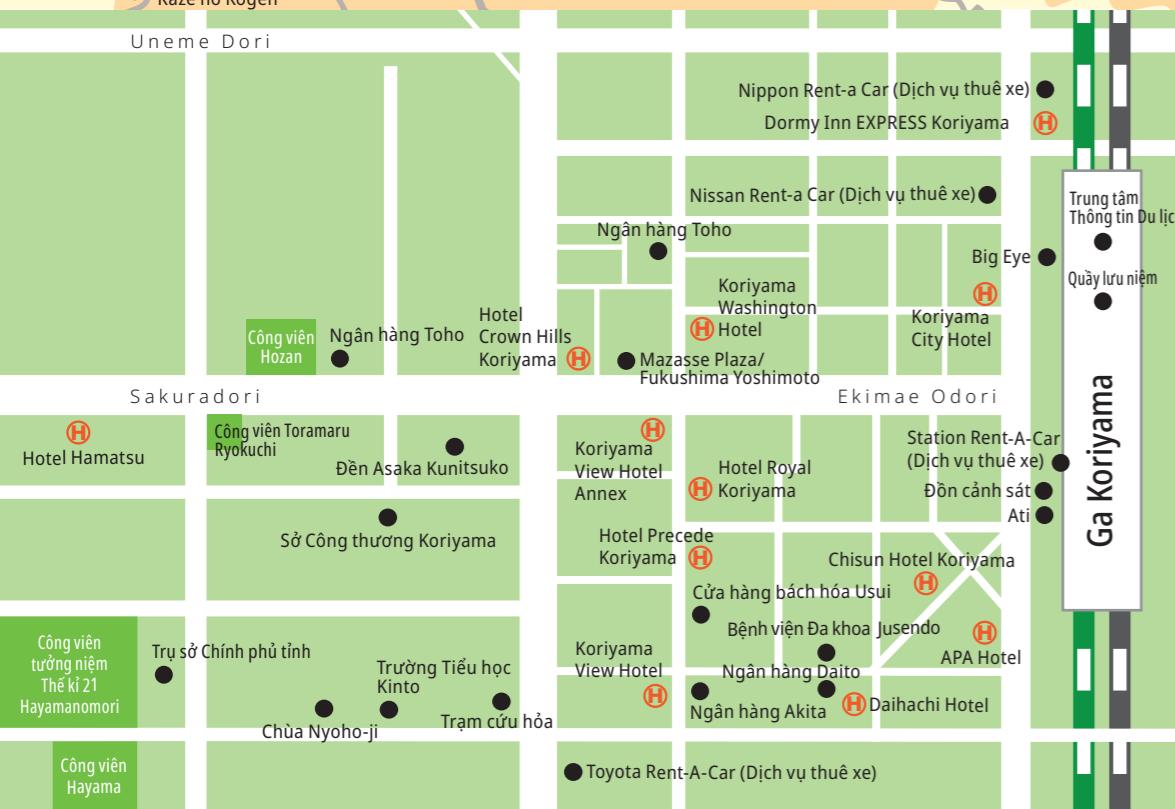 Kaze no Kogen
Uneme Dori
Nippon Rent-a Car (Dịch vụ thuê xe)
Dormy Inn EXPRESS Koriyama
Nissan Rent-a Car (Dịch vụ thuê xe)
Trung tâm
Thông tin Du lịc
Ngân hàng Toho
Big Eye
Quầy lưu niệm
Koriyama
Washington
Hotel
Hotel
Crown Hills
Koriyama
Koriyama
City Hotel
Công viên
Hozan
Ngân hàng Toho
Mazasse Plaza/
Fukushima Yoshimoto
Sakuradori
Ekimae Odori
Ga Koriyama
Hotel Hamatsu
Công viên Toramaru
Ryokuchi
Đền Asaka Kunitsuko
Koriyama
View Hotel
Annex
Hotel Royal
Koriyama
Station Rent-A-Car
(Dịch vụ thuê xe)
Đồn cảnh sát
Ati
Sở Công thương Koriyama
Hotel Precede
Koriyama
Chisun Hotel Koriyama
Cửa hàng bách hóa Usui
Bệnh viện Đa khoa Jusendo
APA Hotel
Công viên
tưởng niệm
Thế kỉ 21
Hayamanomori
Trụ sở Chính phủ tỉnh
Trường Tiểu học
Kinto
Chùa Nyoho-ji
Trạm cứu hỏa
Koriyama
View Hotel
Ngân hàng Daito
Ngân hàng Akita
Daihachi Hotel
Công viên
Hayama
Toyota Rent-A-Car (Dịch vụ thuê xe)
H
H
H
H
H
H
H
H
H
H
H
H